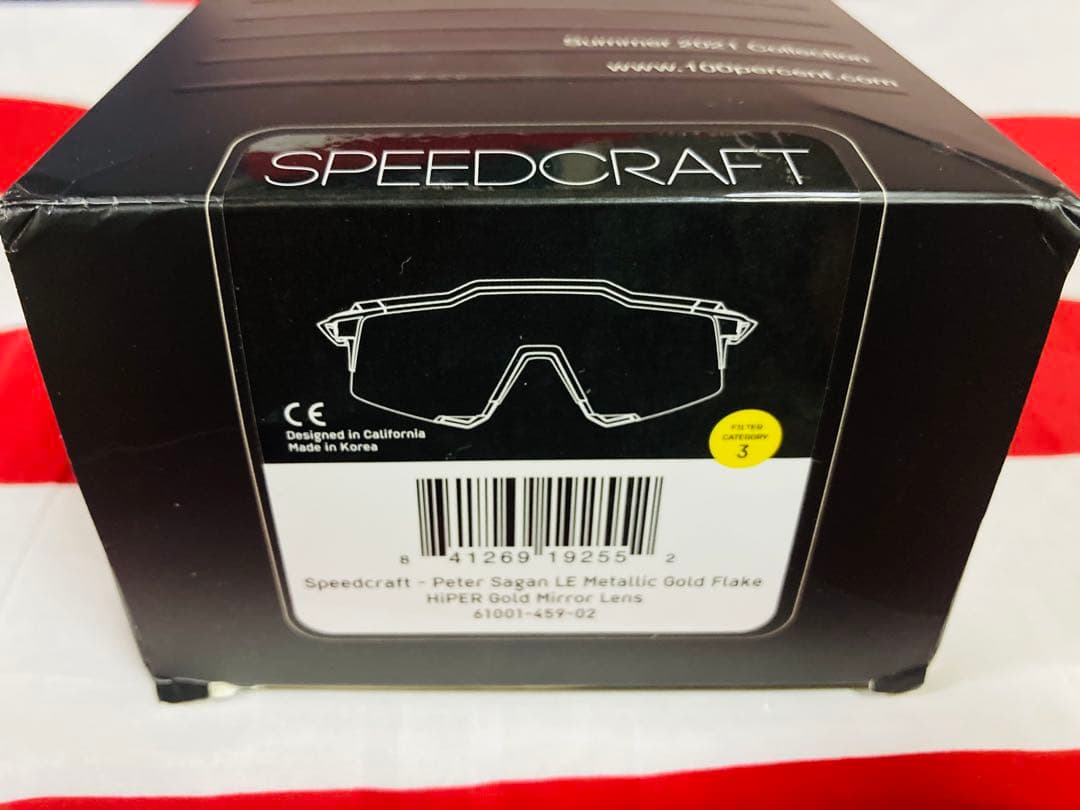 Summer 2021 Collection
www.100percent.com
SPEEDCRAFT
CE
Designed in California
Made in Korea
FILTER
CATEGORY
3
8 41269 19255 2
Speedcraft - Peter Sagan LE Metallic Gold Flake
HiPER Gold Mirror Lens
61001-459-02